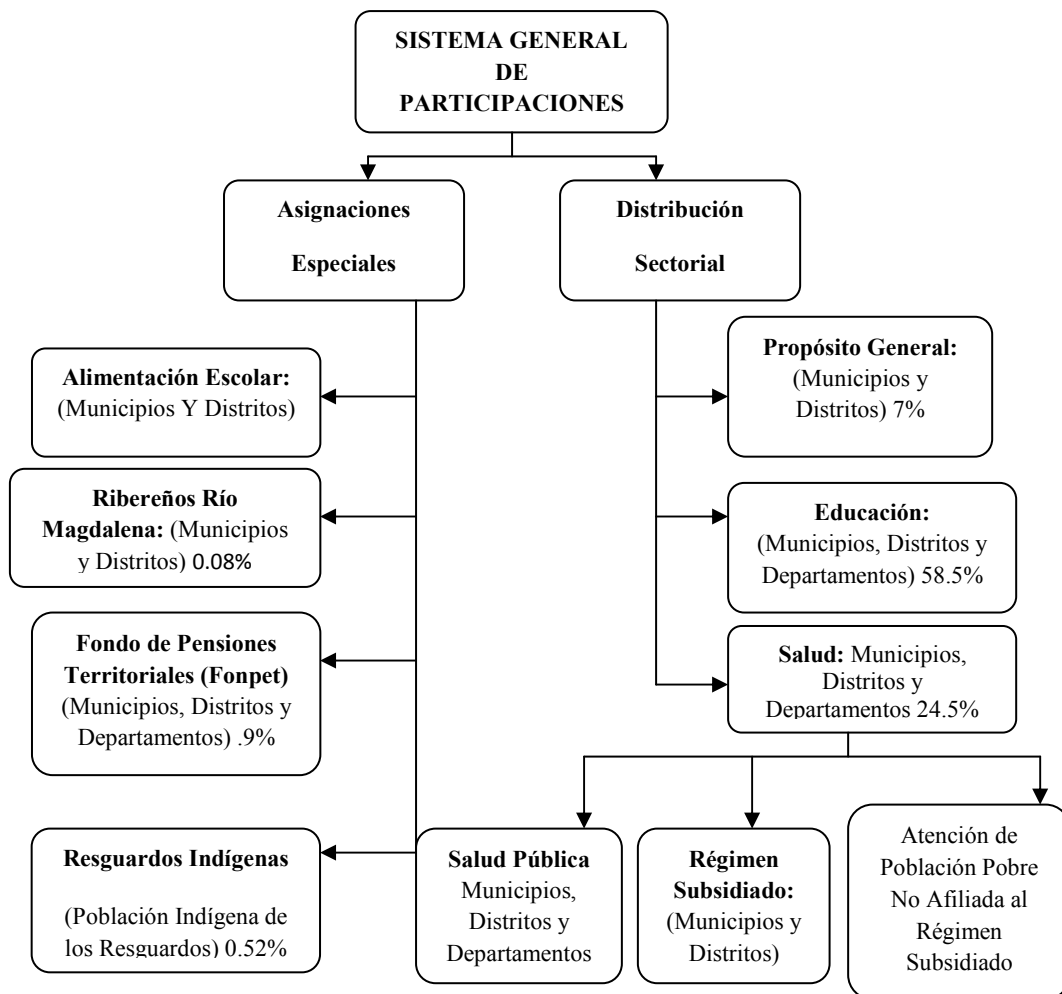 SISTEMA GENERAL
DE
PARTICIPACIONES
Asignaciones
Especiales
Distribución
Sectorial
Alimentación Escolar:
(Municipios Y Distritos)
Ribereños Río
Magdalena: (Municipios
y Distritos) 0.08%
Fondo de Pensiones
Territoriales (Fonpet)
(Municipios, Distritos y
Departamentos) .9%
Resguardos Indígenas
(Población Indígena de
los Resguardos) 0.52%
Propósito General:
(Municipios y
Distritos) 7%
Educación:
(Municipios, Distritos y
Departamentos) 58.5%
Salud: Municipios,
Distritos y
Departamentos 24.5%
Salud Pública
Municipios,
Distritos y
Departamentos
Régimen
Subsidiado:
(Municipios y
Distritos)
Atención de
Población Pobre
No Afiliada al
Régimen
Subsidiado